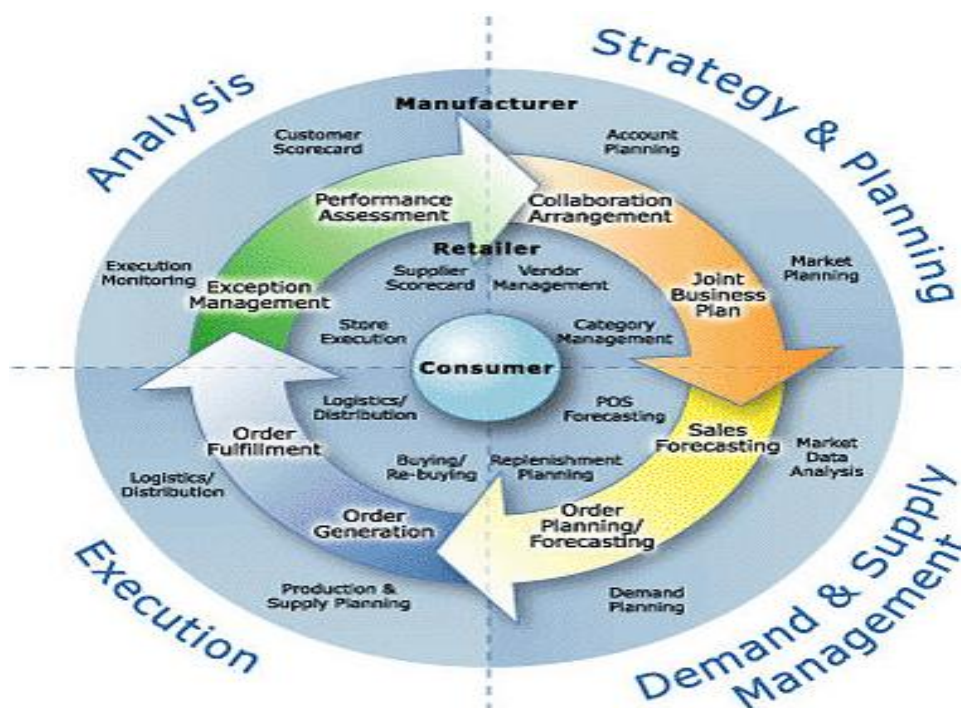 Analysis
Strategy & Planning
Manufacturer
Customer
Scorecard
Account
Planning
Performance
Assessment
Collaboration
Arrangement
Retailer
Execution
Monitoring
Exception
Management
Supplier
Scorecard
Vendor
Management
Joint
Business
Plan
Market
Planning
Store
Execution
Category
Management
Consumer
Logistics/
Distribution
POS
Forecasting
Order
Fulfillment
Sales
Forecasting
Market
Data
Analysis
Logistics/
Distribution
Buying/
Re-buying
Replenishment
Planning
Order
Generation
Order
Planning/
Forecasting
Production &
Supply Planning
Demand
Planning
Execution
Demand & Supply
Management